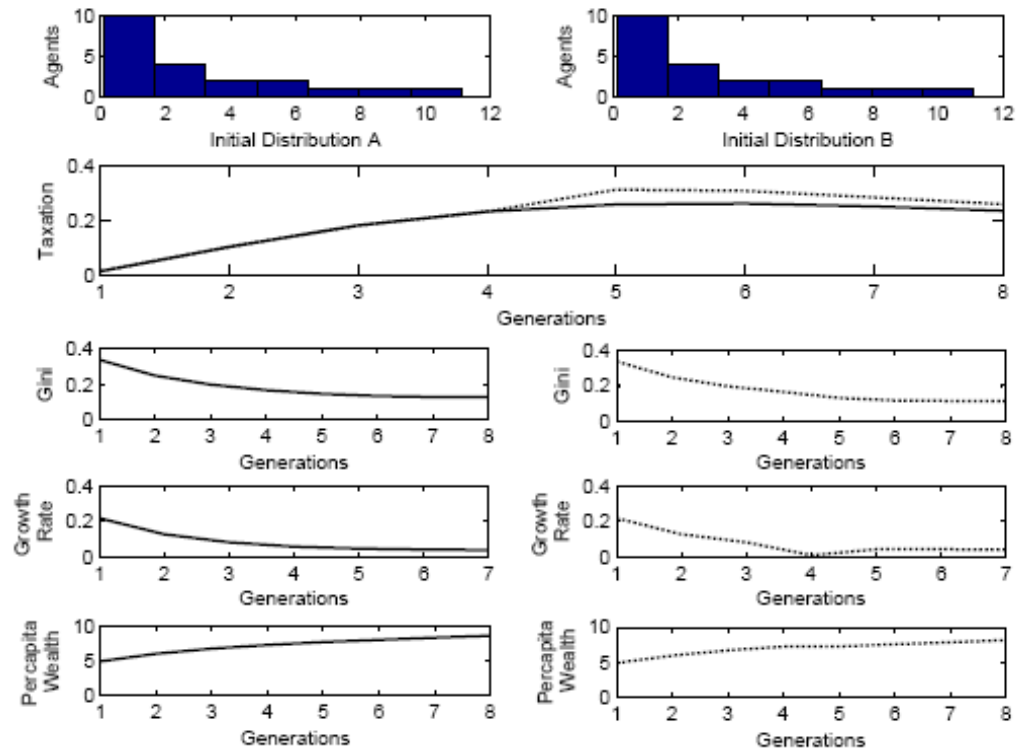 10
5
0
Agents
0 2 4 6 8 10 12
Initial Distribution A
10
5
0
Agents
0 2 4 6 8 10 12
Initial Distribution B
0.4
0.2
0
Taxation
1 2 3 4 5 6 7 8
Generations
0.4
0.2
0
Gini
1 2 3 4 5 6 7 8
Generations
0.4
0.2
0
Gini
1 2 3 4 5 6 7 8
Generations
0.4
0.2
0
Growth
Rate
1 2 3 4 5 6 7
Generations
0.4
0.2
0
Growth
Rate
1 2 3 4 5 6 7
Generations
10
5
0
Percapita
Wealth
1 2 3 4 5 6 7 8
Generations
10
5
0
Percapita
Wealth
1 2 3 4 5 6 7 8
Generations